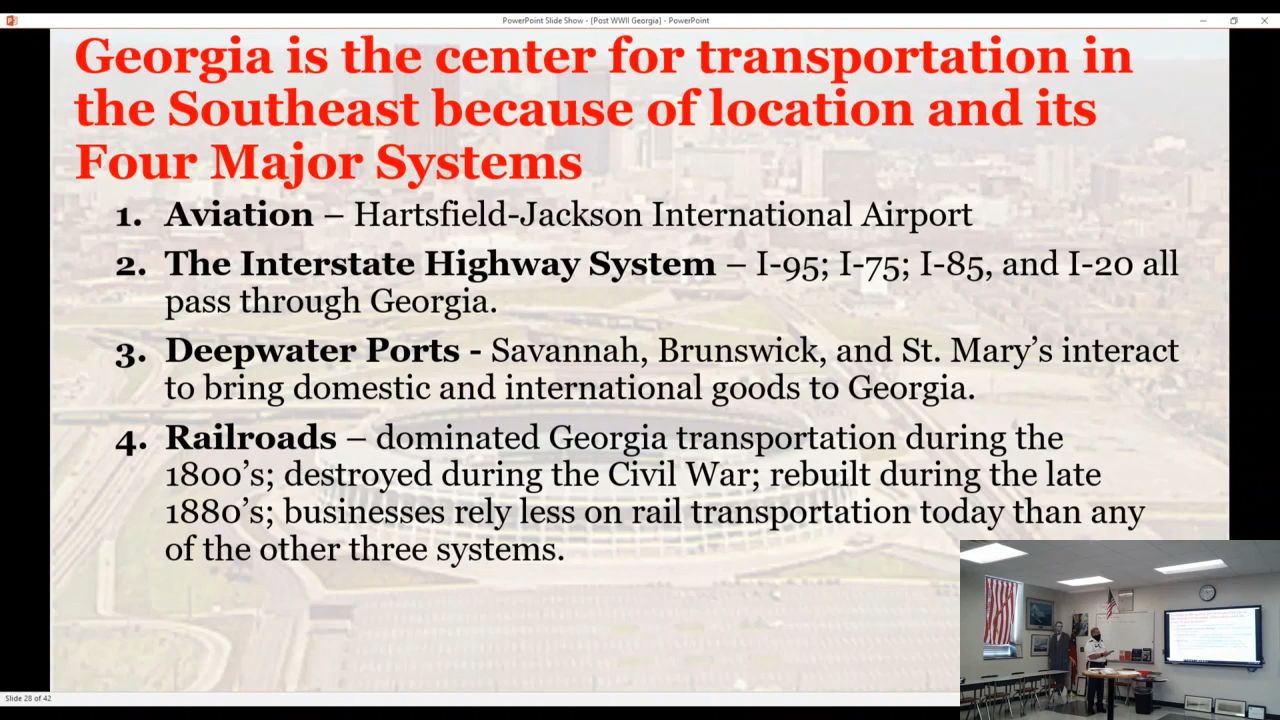 PowerPoint Slide Show - [Post WWII Georgia] - PowerPoint
Georgia is the center for transportation in
the Southeast because of location and its
Four Major Systems
1. Aviation – Hartsfield-Jackson International Airport
2. The Interstate Highway System – I-95; I-75; I-85, and I-20 all
pass through Georgia.
3. Deepwater Ports - Savannah, Brunswick, and St. Mary's interact
to bring domestic and international goods to Georgia.
4. Railroads – dominated Georgia transportation during the
1800's; destroyed during the Civil War; rebuilt during the late
1880's; businesses rely less on rail transportation today than any
of the other three systems.
Slide 28 of 42